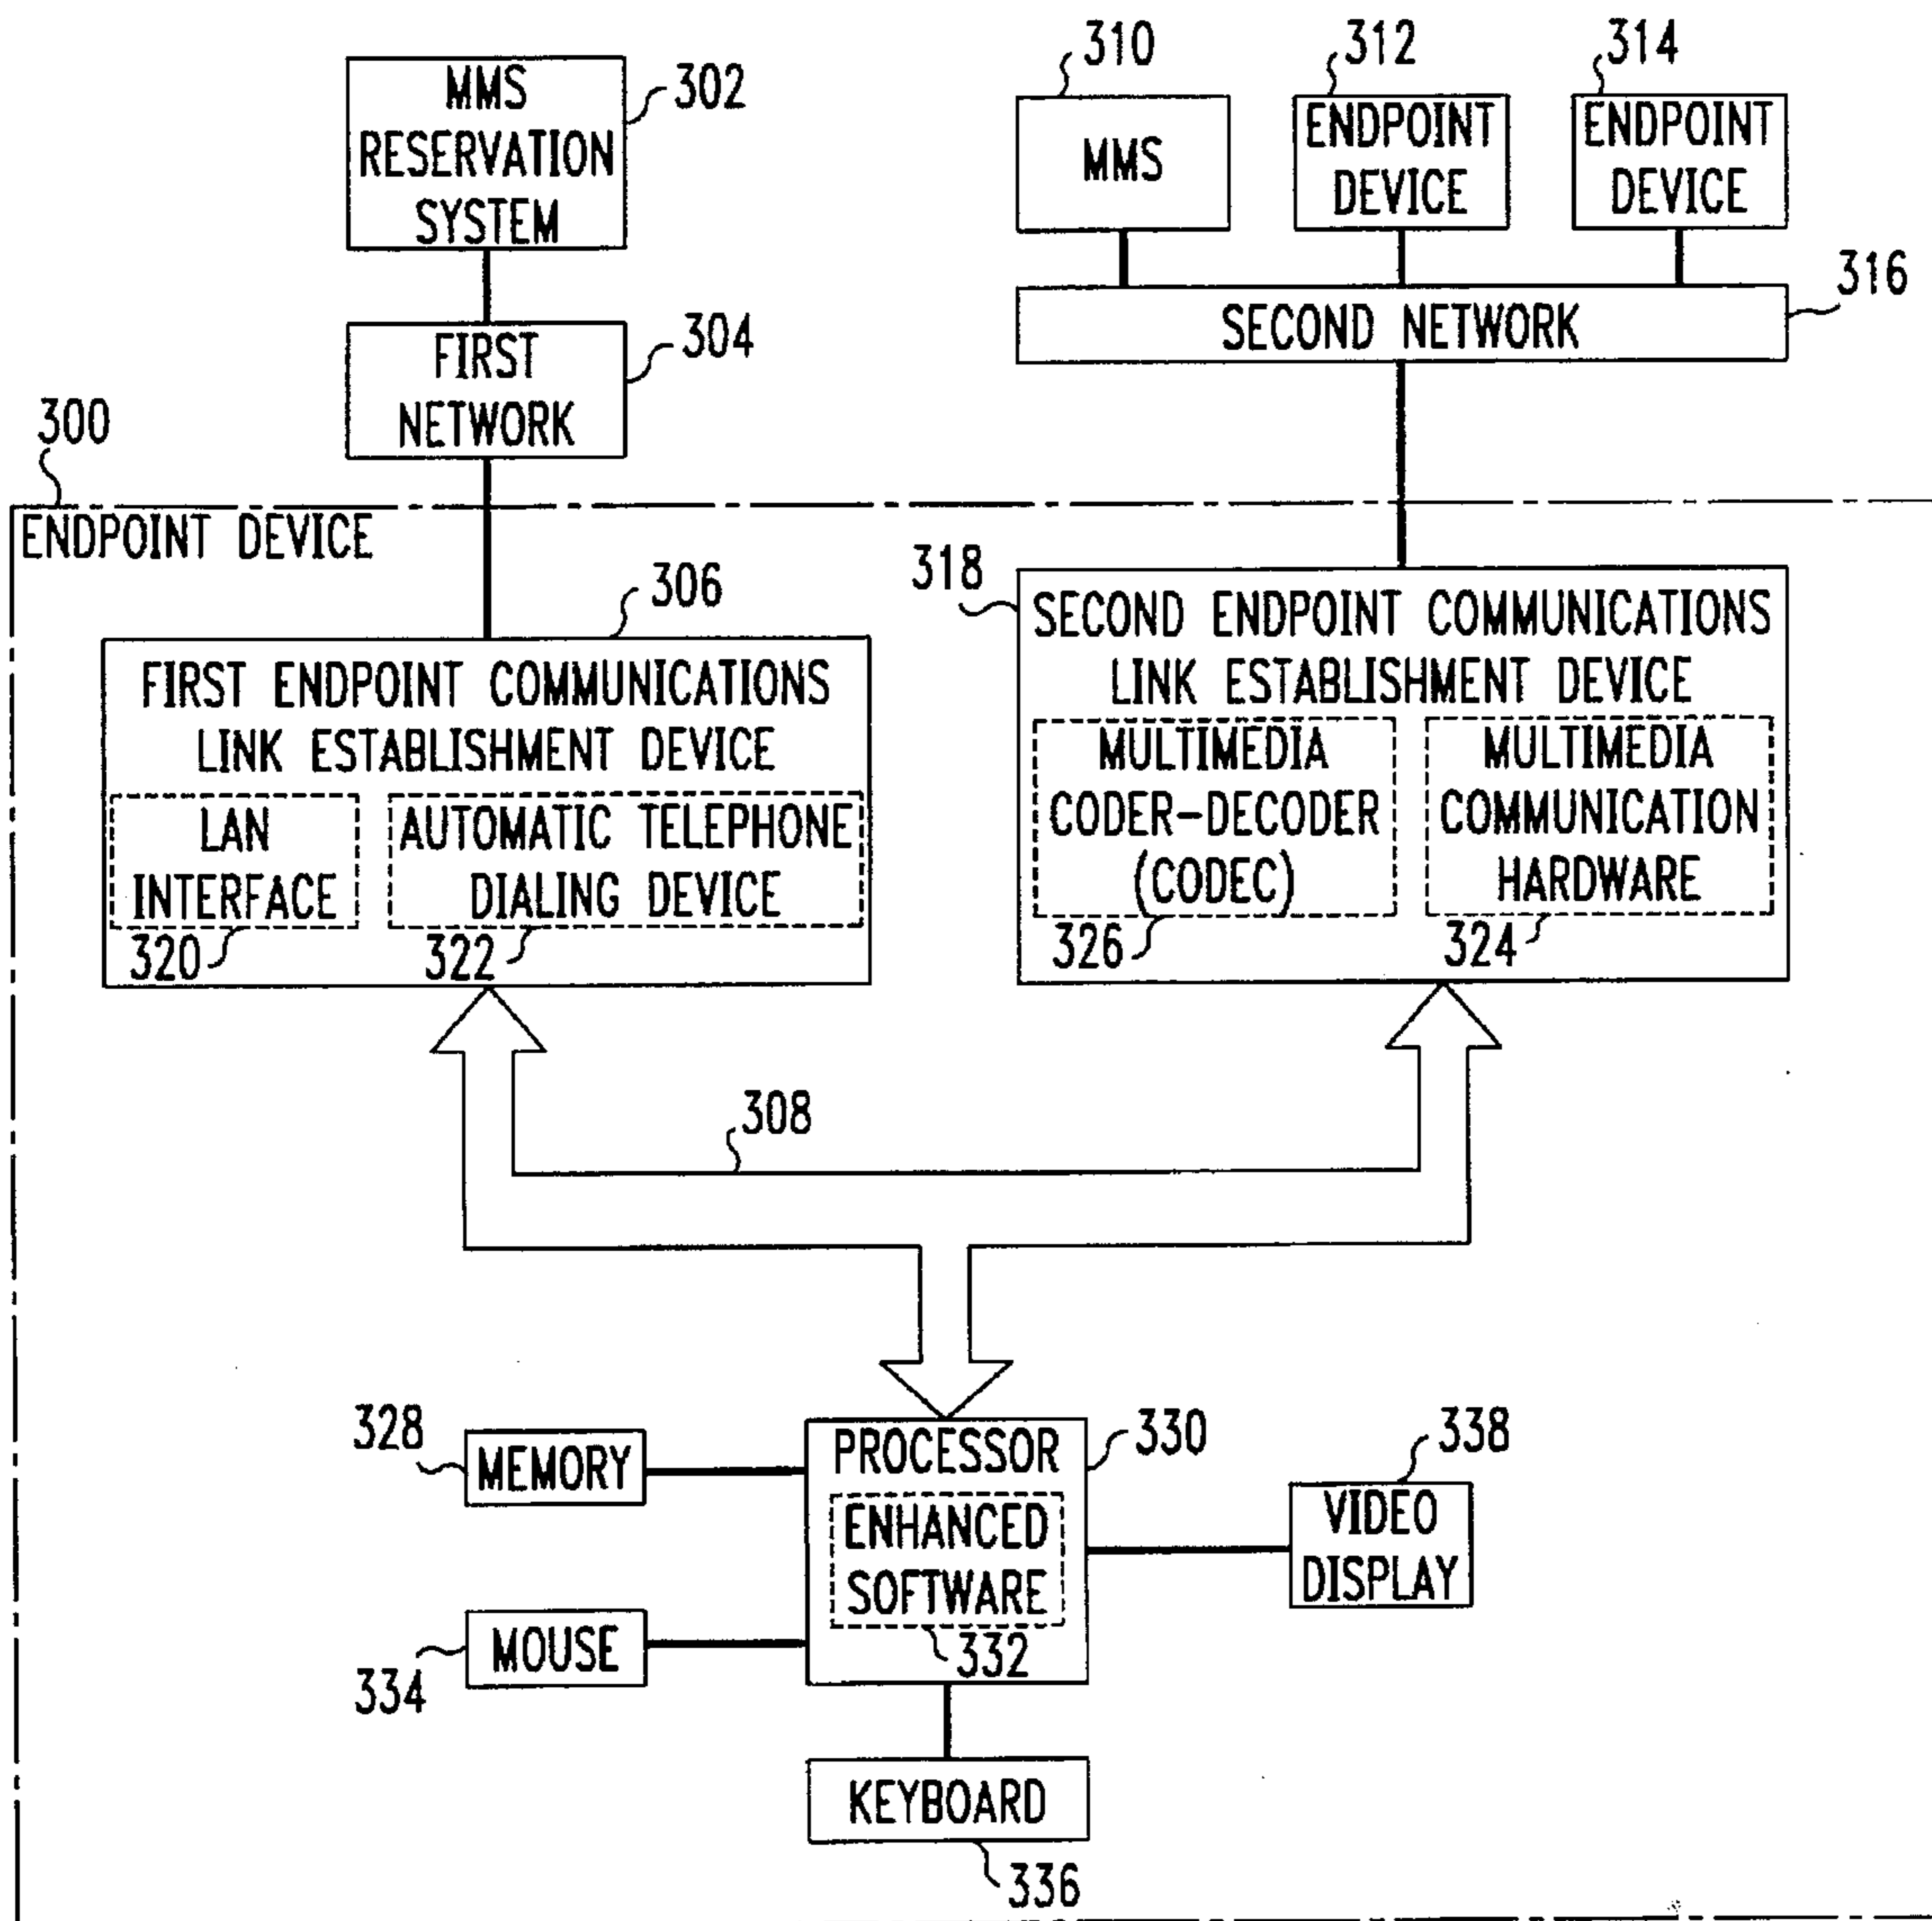 MMS
RESERVATION
SYSTEM
302
310
MMS
312
ENDPOINT
DEVICE
314
ENDPOINT
DEVICE
FIRST
NETWORK
304
SECOND NETWORK
316
300
ENDPOINT DEVICE
306
FIRST ENDPOINT COMMUNICATIONS
LINK ESTABLISHMENT DEVICE
LAN
INTERFACE
320
AUTOMATIC TELEPHONE
DIALING DEVICE
322
318
SECOND ENDPOINT COMMUNICATIONS
LINK ESTABLISHMENT DEVICE
MULTIMEDIA
CODER-DECODER
(CODEC)
326
MULTIMEDIA
COMMUNICATION
HARDWARE
324
308
328
MEMORY
PROCESSOR
330
ENHANCED
SOFTWARE
332
338
VIDEO
DISPLAY
MOUSE
334
KEYBOARD
336